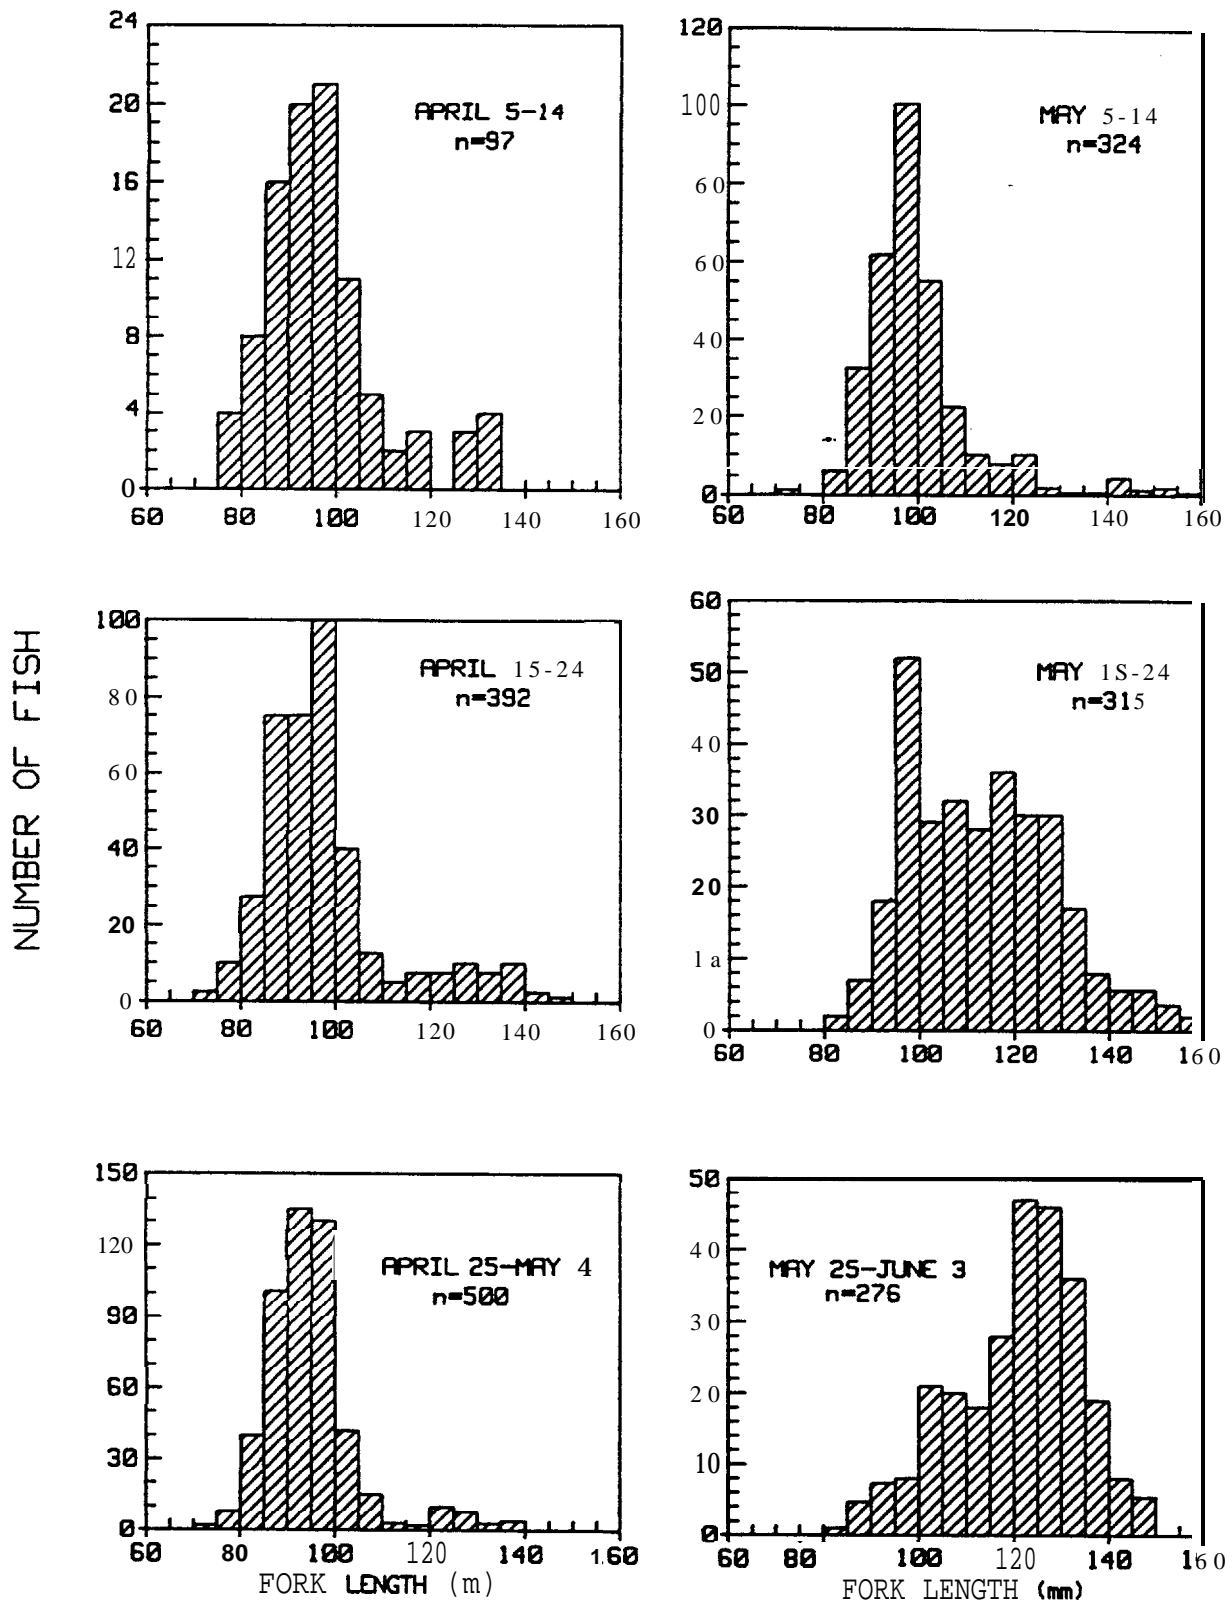 NUMBER OF FISH
24
20
16
12
8
4
0
60 80 100 120 140 160
APRIL 5-14
n=97
120
100
60
60
40
20
0
60 80 100 120 140 160
MAY 5-14
n=324
100
80
60
40
20
0
60 80 100 120 140 160
APRIL 15-24
n=392
60
50
40
30
20
1a
0
60 80 100 120 140 160
MAY 1S-24
n=315
150
120
90
60
30
0
60 80 100 120 140 1.60
APRIL 25-MAY 4
n=500
FORK LENGTH (m)
50
40
30
20
10
0
60 80 100 120 140 160
MAY 25-JUNE 3
n=276
FORK LENGTH (mm)